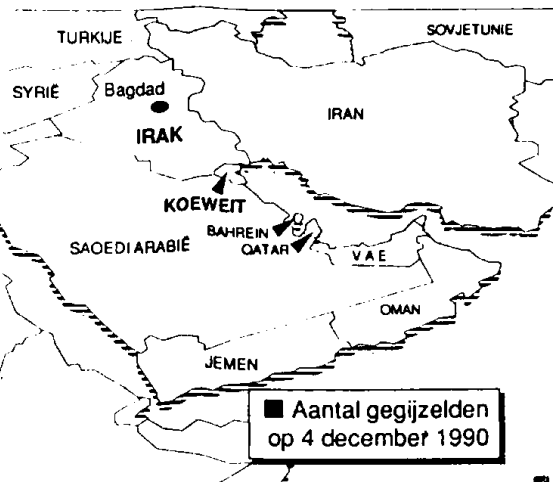 TURKIJE
SOVJETUNIE
SYRIË
Bagdad
IRAN
IRAK
KOEWEIT
BAHREIN
SAOEDI ARABIË
QATAR
VAE
OMAN
JEMEN
Aantal gegijzelden
op 4 december 1990